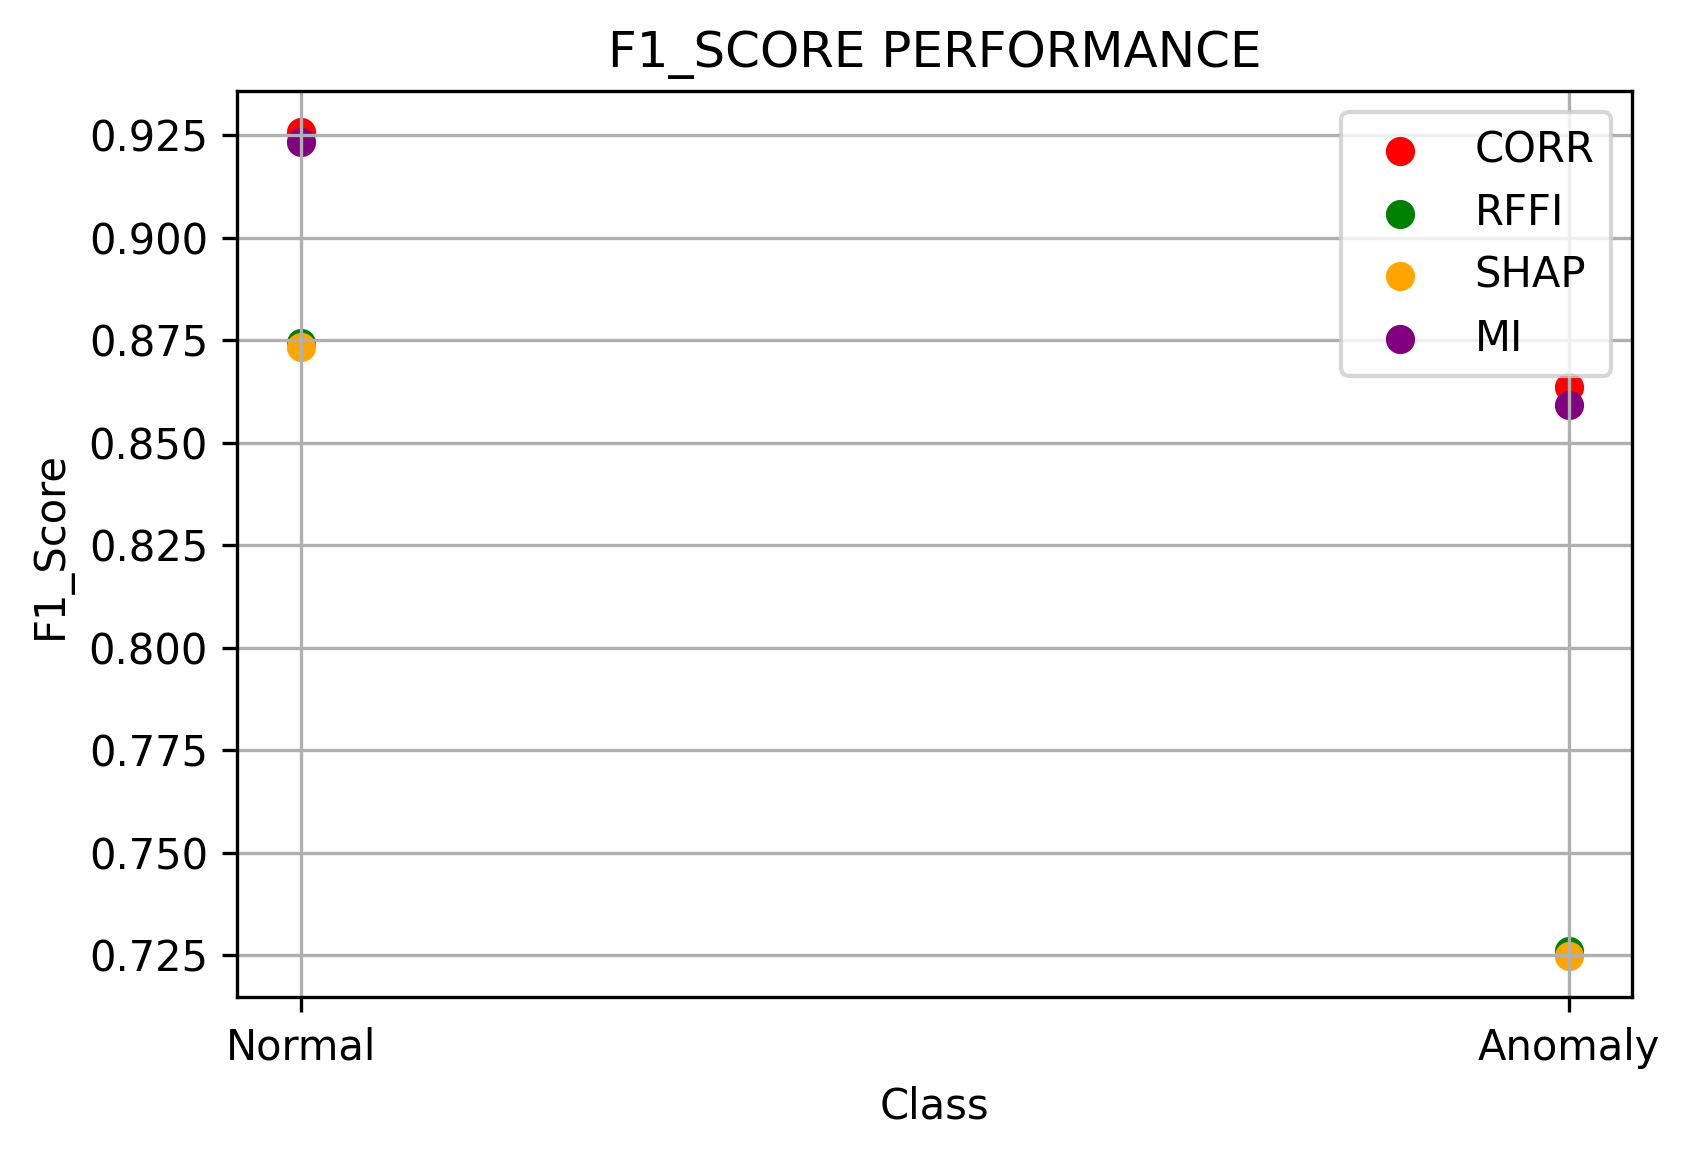 F1_SCORE PERFORMANCE
0.925
0.900
0.875
0.850
0.825
0.800
0.775
0.750
0.725
F1_Score
CORR
RFFI
SHAP
MI
Normal
Anomaly
Class